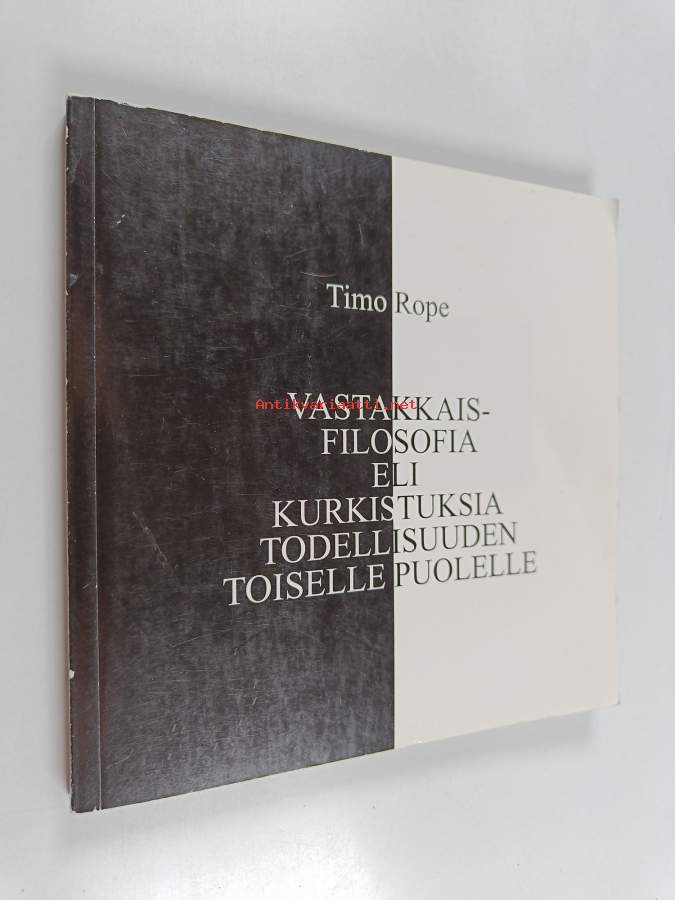 Timo Rope
VASTAKKAIS-
Antikvariaatti.net
FILOSOFIA
ELI
KURKISTUKSIA
TODELLISUUDEN
TOISELLE PUOLELLE